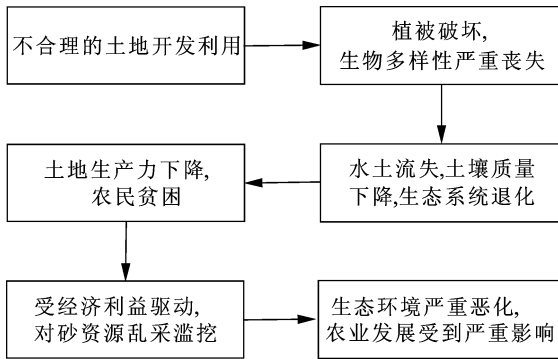 不合理的土地开发利用
植被破坏,
生物多样性严重丧失
水土流失,土壤质量
下降,生态系统退化
土地生产力下降,
农民贫困
受经济利益驱动,
对砂资源乱采滥挖
生态环境严重恶化,
农业发展受到严重影响